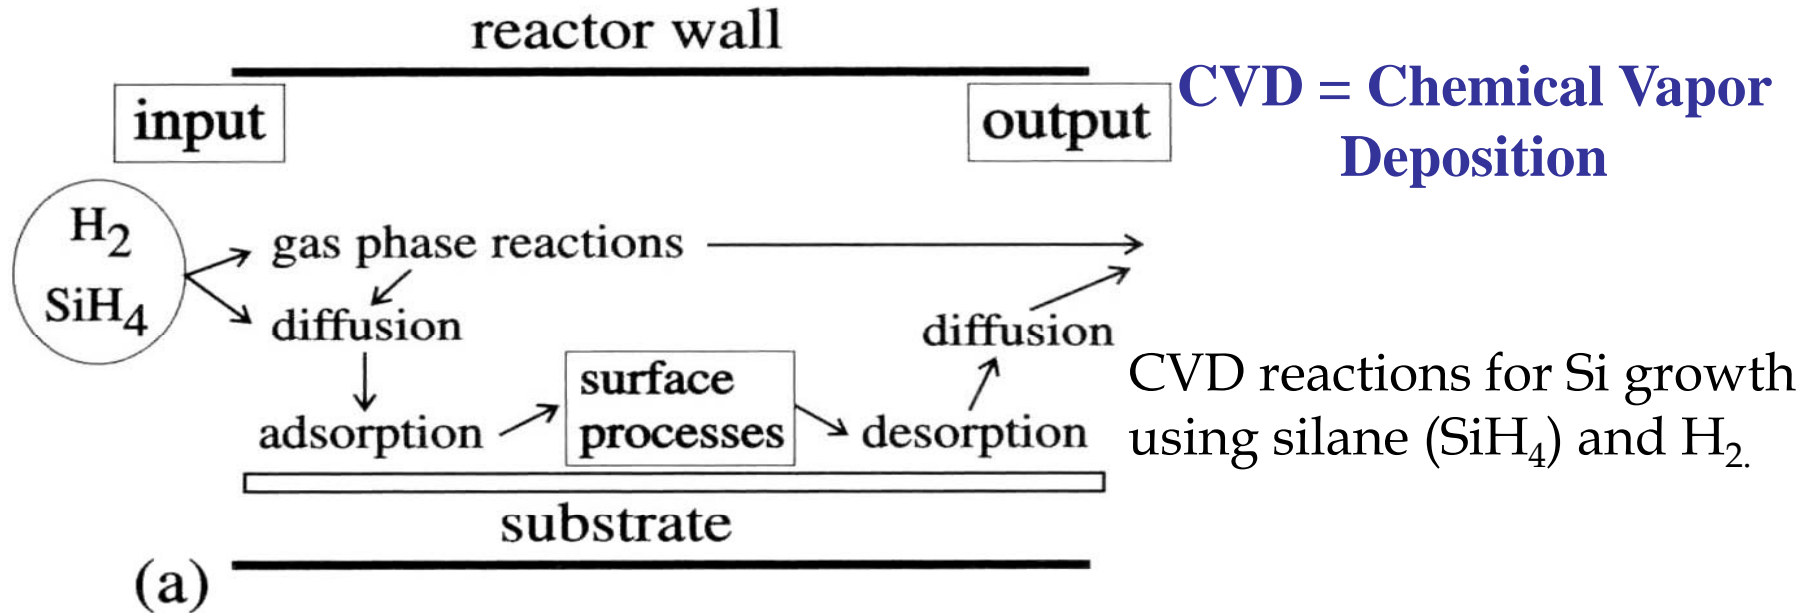 reactor wall
input
output
CVD = Chemical Vapor
Deposition
H2
SiH4
gas phase reactions
diffusion
diffusion
adsorption
surface
processes
desorption
CVD reactions for Si growth
using silane (SiH4) and H2.
substrate
(a)